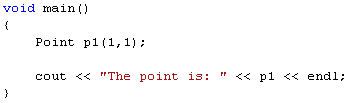 void main()
{
    Point p1(1,1);
    cout << "The point is: " << p1 << endl;
}